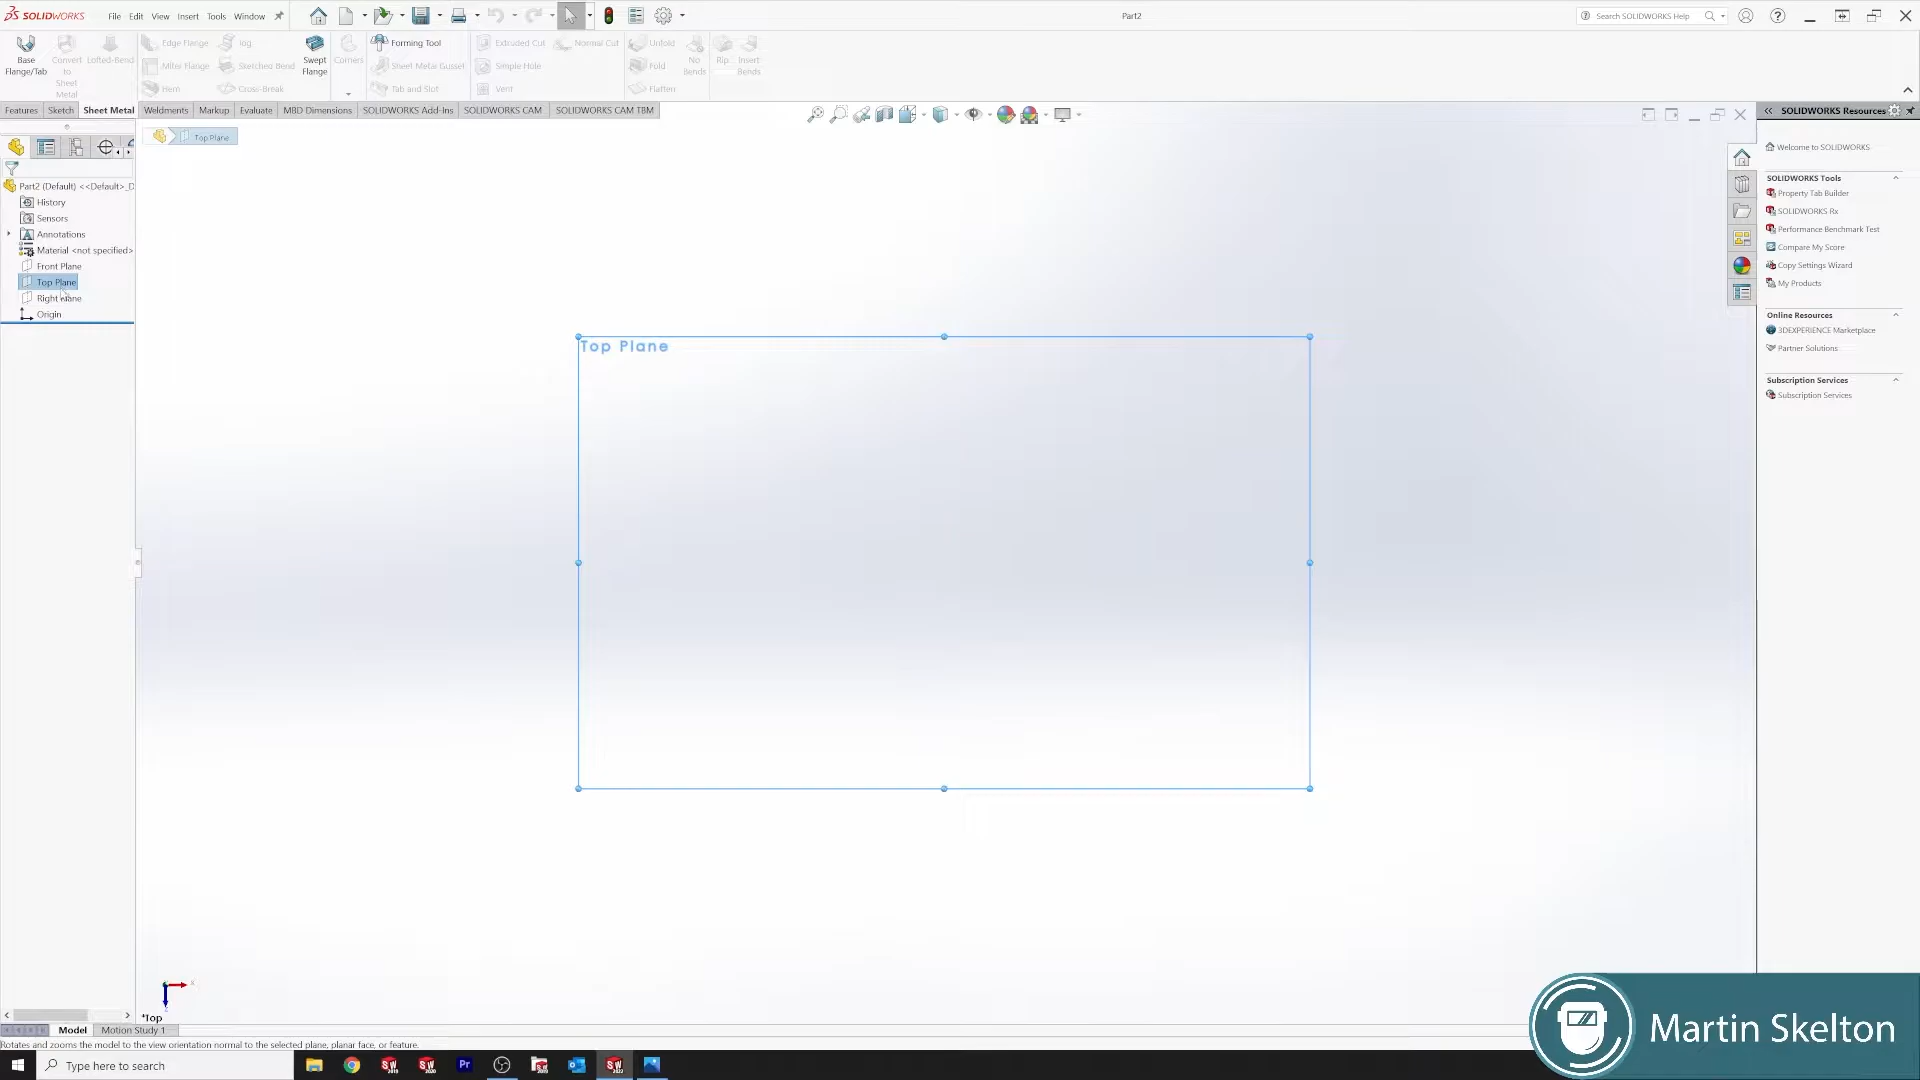 SOLIDWORKS File Edit View Insert Tools Window Part2 Search SOLIDWORKS Help
Base Flange/Tab
Convert to Sheet Metal
Lofted-Bend
Edge Flange
Miter Flange
Hem
Jog
Sketched Bend
Cross-Break
Swept Flange
Corners
Forming Tool
Sheet Metal Gusset
Tab and Slot
Extruded Cut
Simple Hole
Vent
Normal Cut
Unfold
Fold
Flatten
No Bends
Rip
Insert Bends
Features Sketch Sheet Metal Weldments Markup Evaluate MBD Dimensions SOLIDWORKS Add-Ins SOLIDWORKS CAM SOLIDWORKS CAM TBM
Top Plane
Part2 (Default) <<Default>_D
History
Sensors
Annotations
Material <not specified>
Front Plane
Top Plane
Right Plane
Origin
Top Plane
*Top
SOLIDWORKS Resources
Welcome to SOLIDWORKS
SOLIDWORKS Tools
Property Tab Builder
SOLIDWORKS Rx
Performance Benchmark Test
Compare My Score
Copy Settings Wizard
My Products
Online Resources
3DEXPERIENCE Marketplace
Partner Solutions
Subscription Services
Subscription Services
Model Motion Study 1
Rotates and zooms the model to the view orientation normal to the selected plane, planar face, or feature.
Type here to search
Martin Skelton